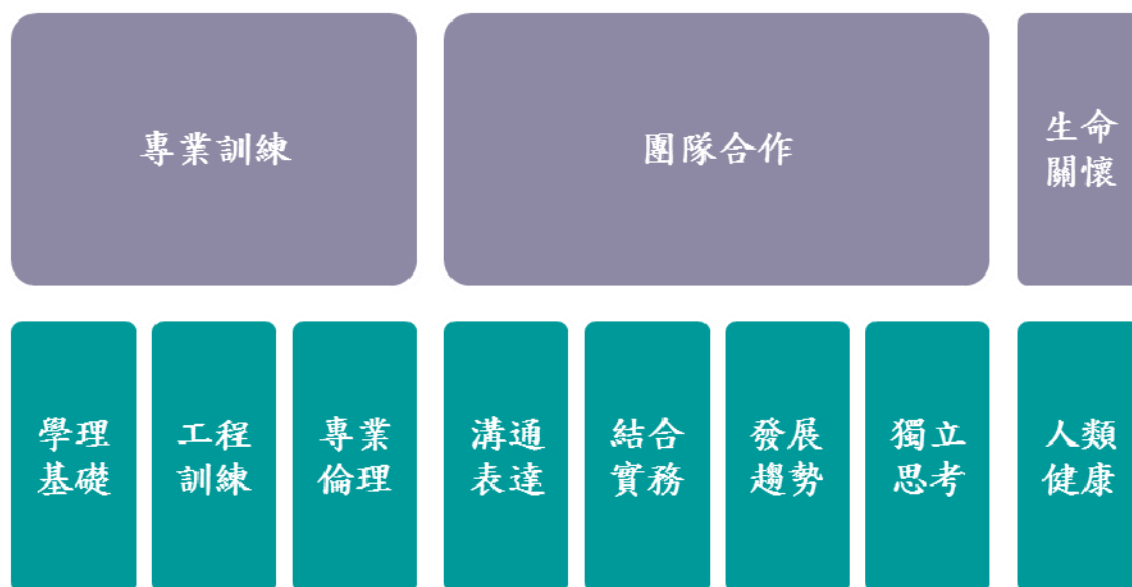 專業訓練
團隊合作
生命
關懷
學理
基礎
工程
訓練
專業
倫理
溝通
表達
結合
實務
發展
趨勢
獨立
思考
人類
健康